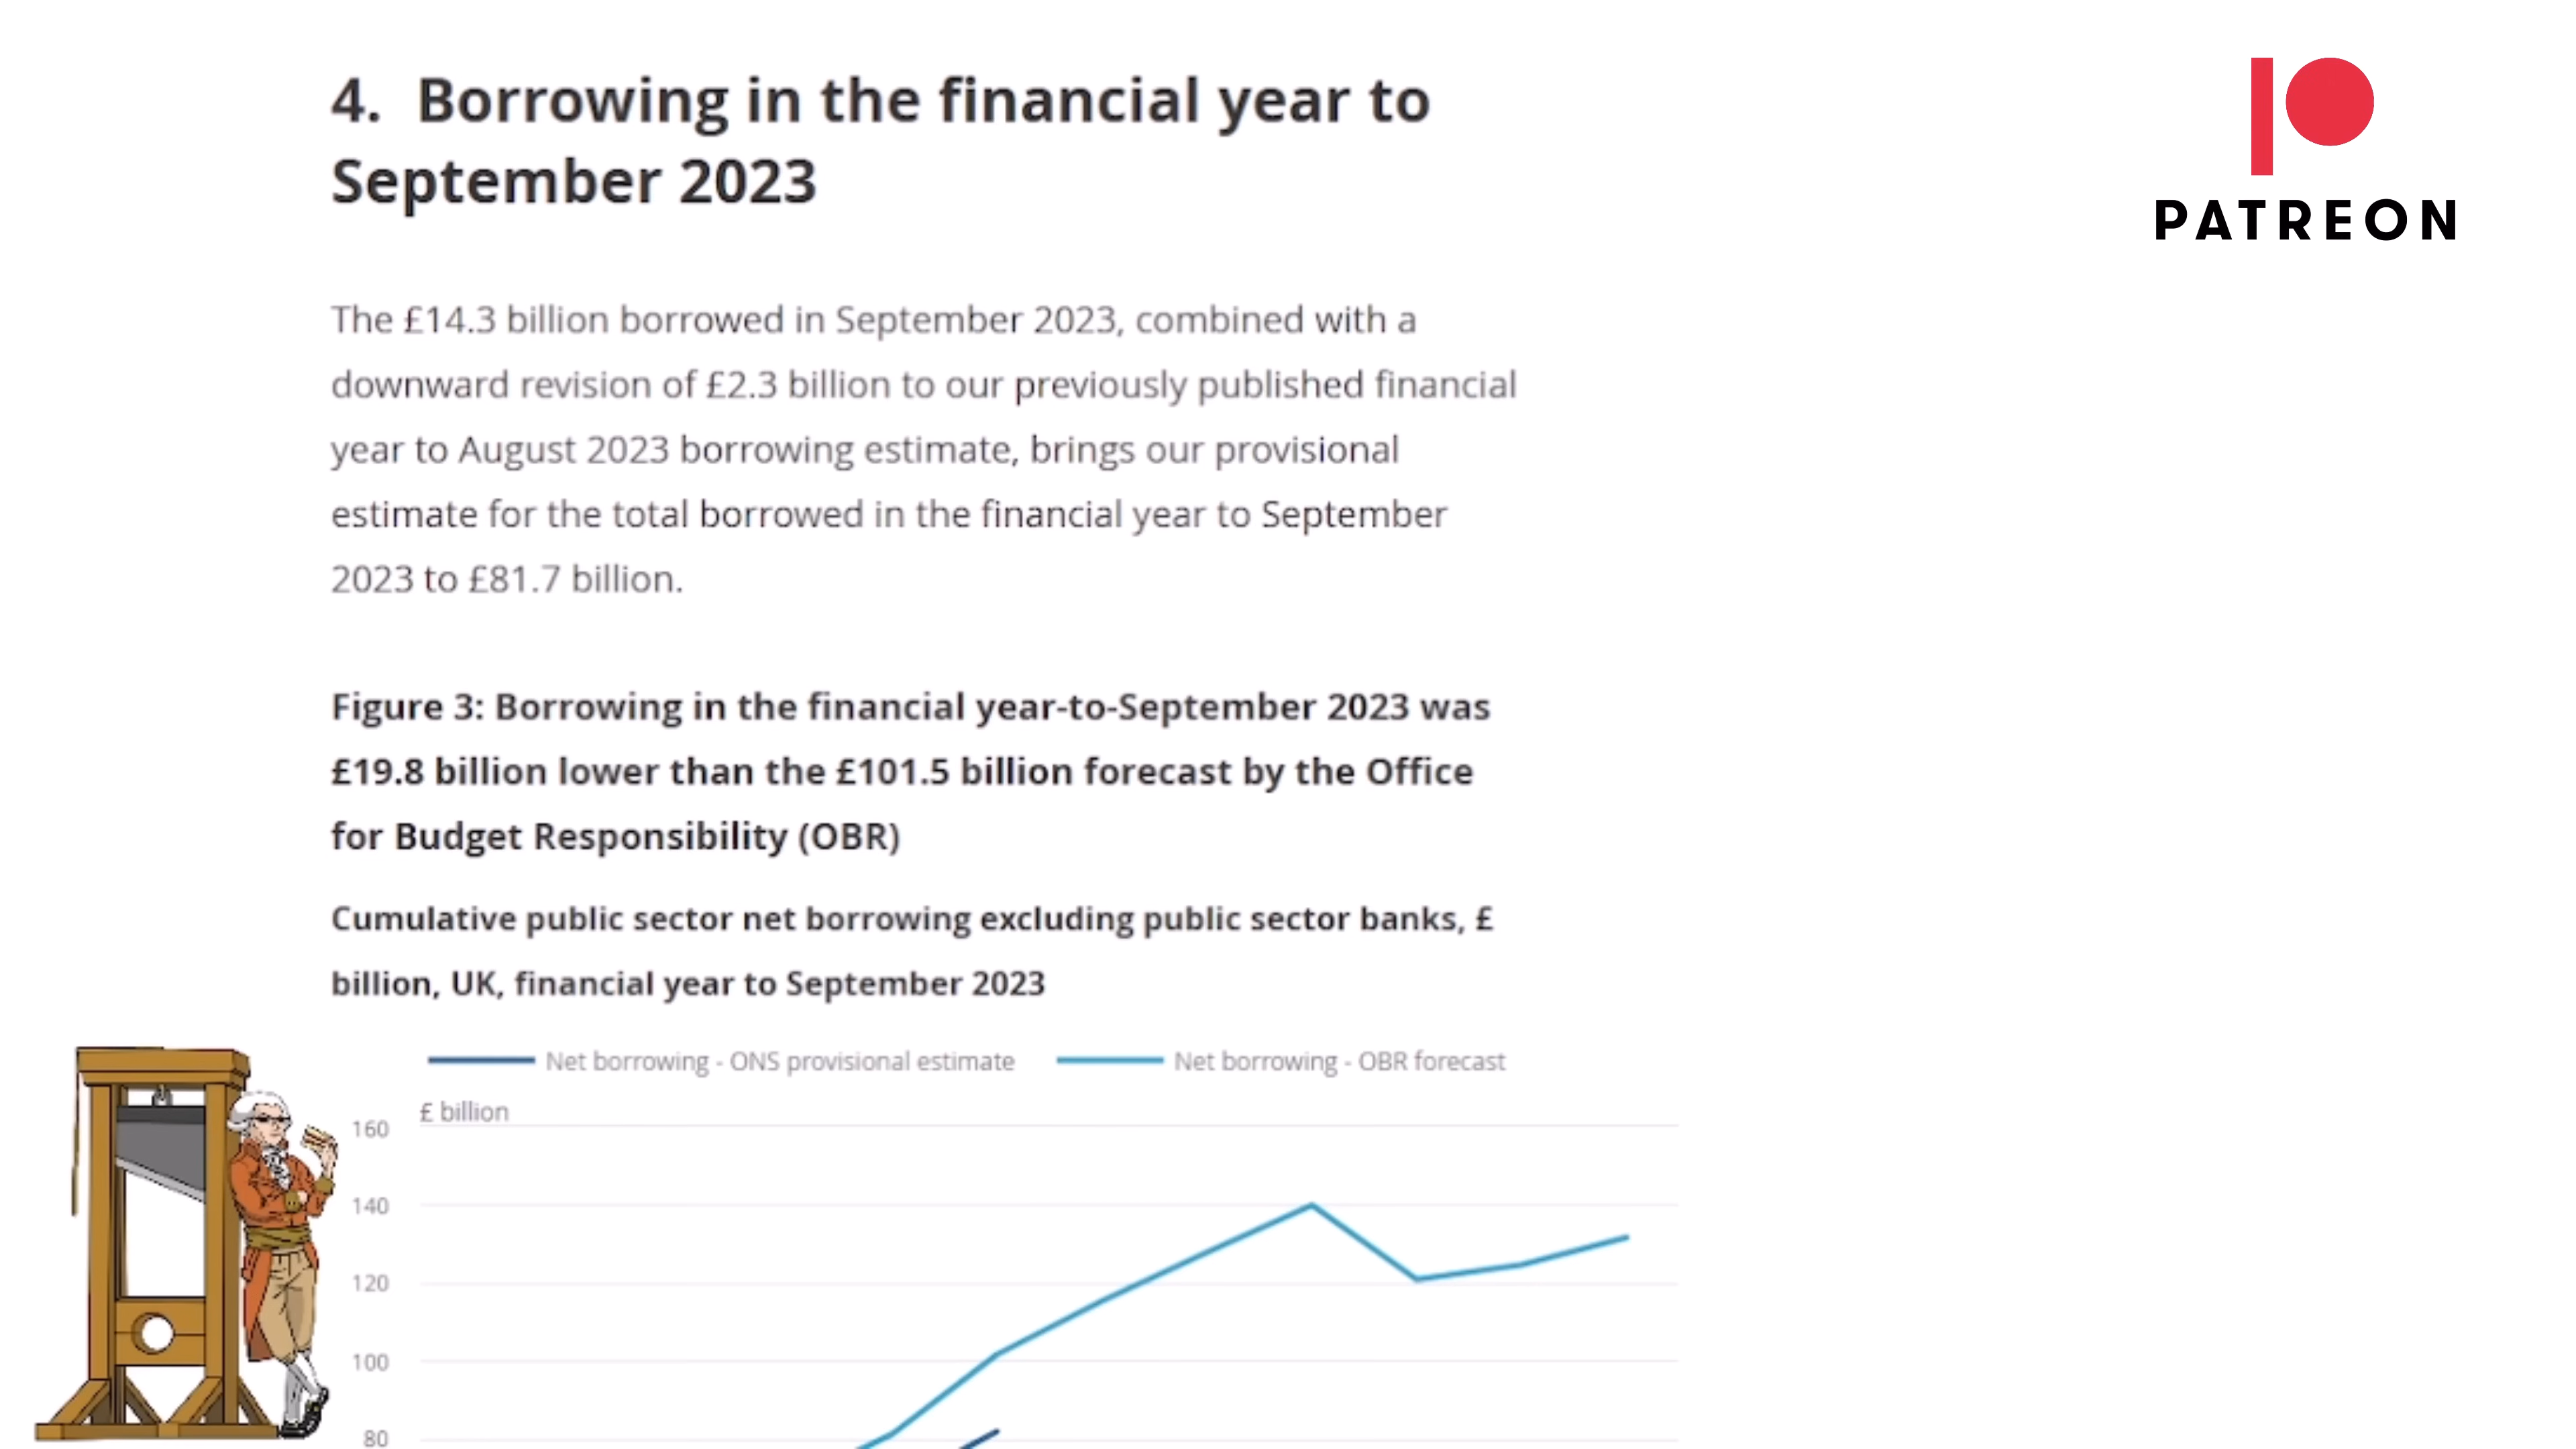 4. Borrowing in the financial year to
September 2023
PATREON
The £14.3 billion borrowed in September 2023, combined with a
downward revision of £2.3 billion to our previously published financial
year to August 2023 borrowing estimate, brings our provisional
estimate for the total borrowed in the financial year to September
2023 to £81.7 billion.
Figure 3: Borrowing in the financial year-to-September 2023 was
£19.8 billion lower than the £101.5 billion forecast by the Office
for Budget Responsibility (OBR)
Cumulative public sector net borrowing excluding public sector banks, £
billion, UK, financial year to September 2023
Net borrowing - ONS provisional estimate Net borrowing - OBR forecast
£ billion
160
140
120
100
80